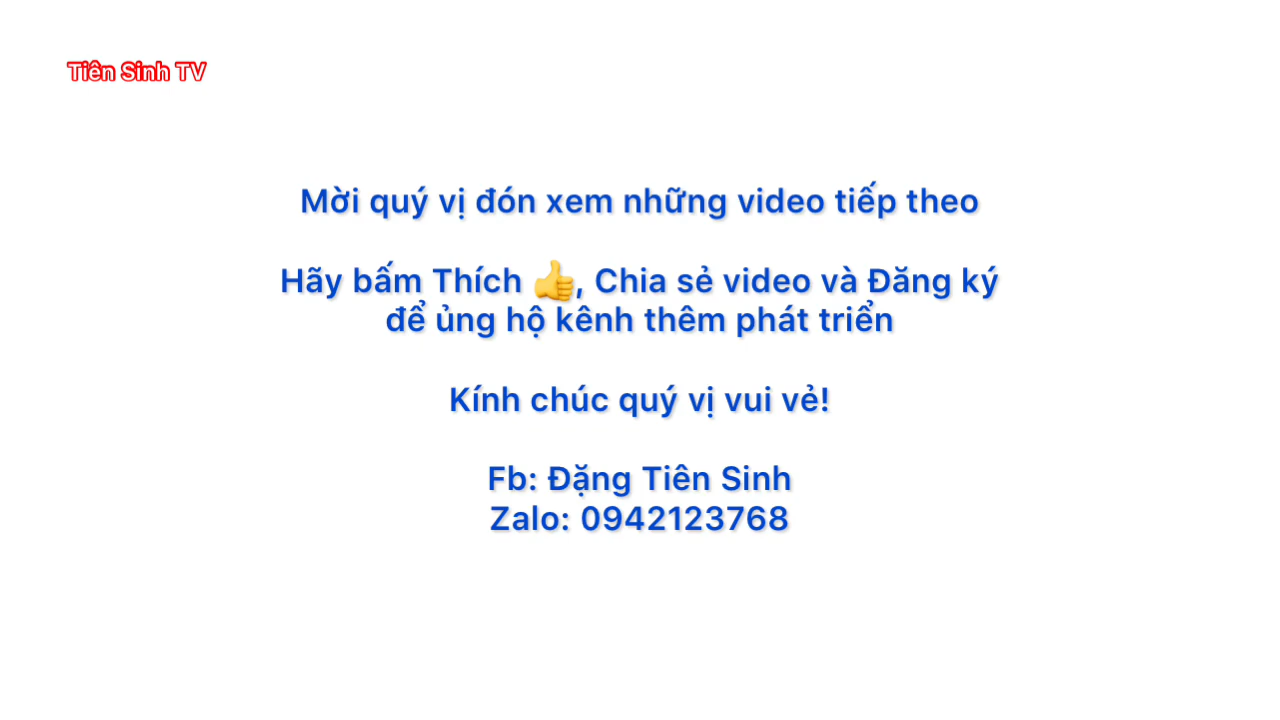 Tiên Sinh TV
Mời quý vị đón xem những video tiếp theo
Hãy bấm Thích 👍, Chia sẻ video và Đăng ký
để ủng hộ kênh thêm phát triển
Kính chúc quý vị vui vẻ!
Fb: Đặng Tiên Sinh
Zalo: 0942123768